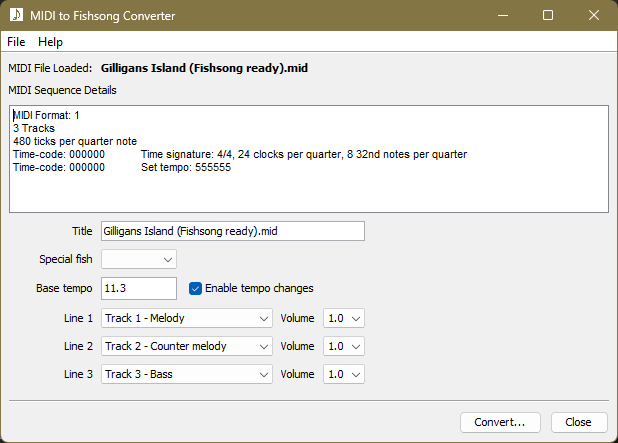 MIDI to Fishsong Converter
File Help
MIDI File Loaded: Gilligans Island (Fishsong ready).mid
MIDI Sequence Details
MIDI Format: 1
3 Tracks
480 ticks per quarter note
Time-code: 000000 Time signature: 4/4, 24 clocks per quarter, 8 32nd notes per quarter
Time-code: 000000 Set tempo: 555555
Title Gilligans Island (Fishsong ready).mid
Special fish
Base tempo 11.3 Enable tempo changes
Line 1 Track 1 - Melody Volume 1.0
Line 2 Track 2 - Counter melody Volume 1.0
Line 3 Track 3 - Bass Volume 1.0
Convert... Close